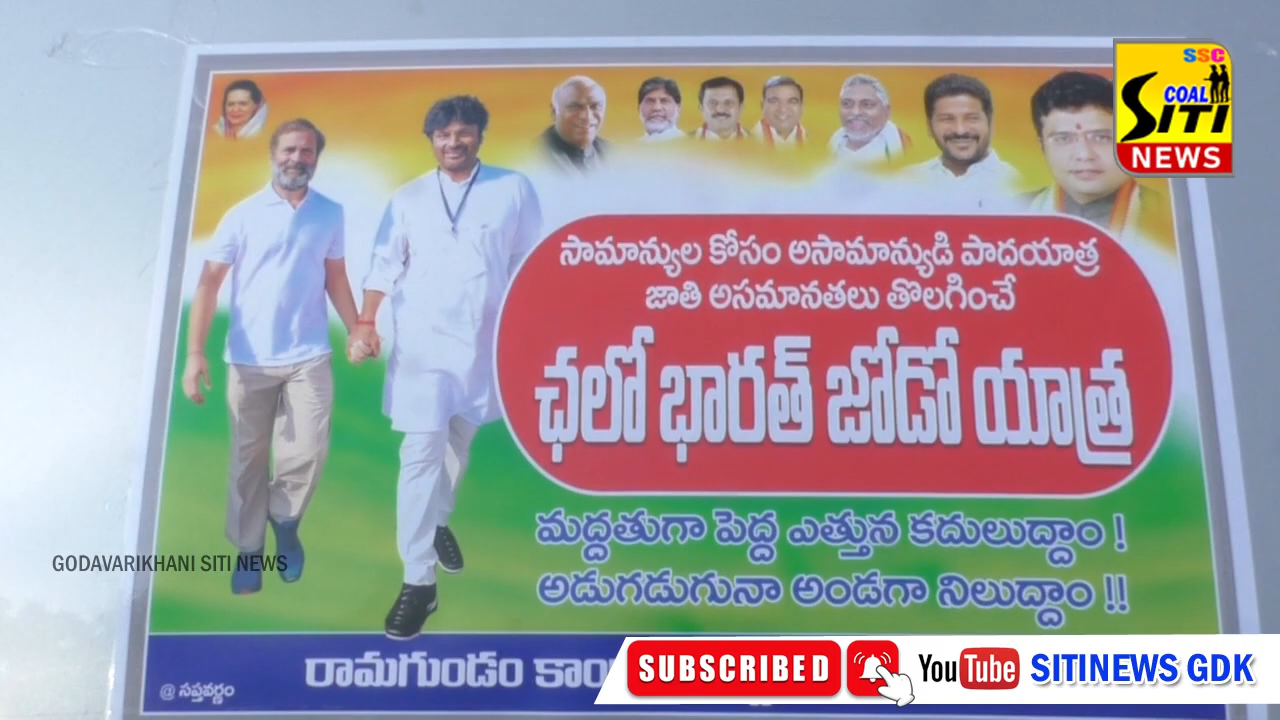 SSC
COAL
SITI
NEWS
సామాన్యుల కోసం అసామాన్యుడి పాదయాత్ర
జాతి అసమానతలు తొలగించే
ఛలో భారత్ జోడో యాత్ర
మద్దతుగా పెద్ద ఎత్తున కదులుద్దాం !
అడుగడుగునా అండగా నిలుద్దాం !!
GODAVARIKHANI SITI NEWS
రామగుండం
@ సప్తవర్ణం
SUBSCRIBED
YouTube SITINEWS GDK